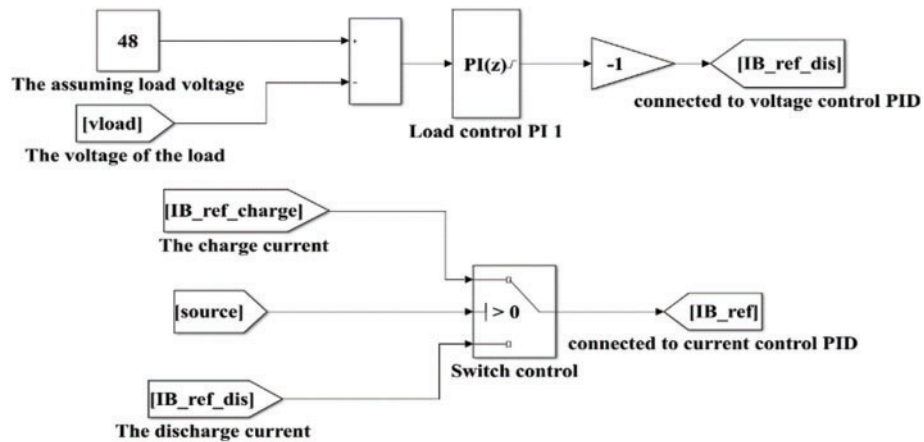 48
+
−
PI(z)
-1
[IB_ref_dis]
The assuming load voltage
connected to voltage control PID
[vload]
Load control PI 1
The voltage of the load
[IB_ref_charge]
The charge current
[source]
> 0
[IB_ref]
connected to current control PID
Switch control
[IB_ref_dis]
The discharge current